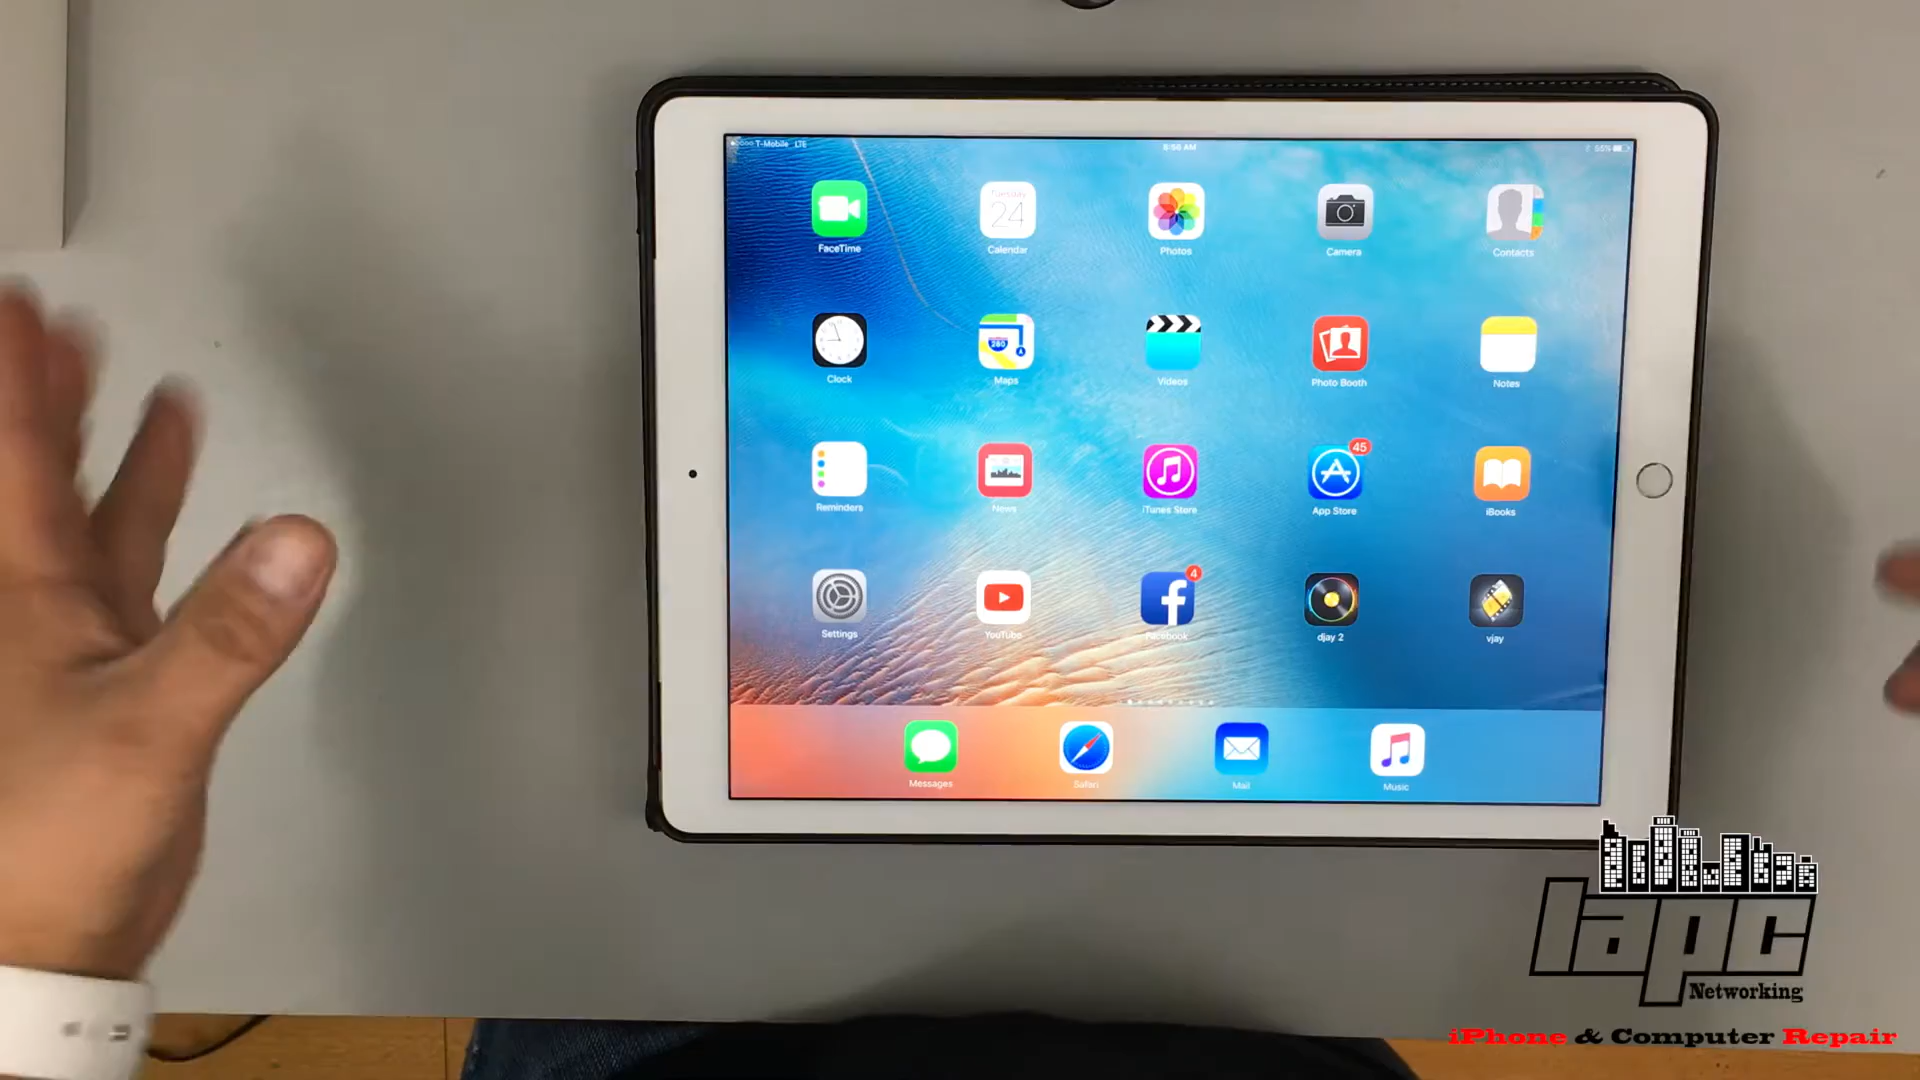 T-Mobile LTE
8:56 AM
55%
FaceTime
Tuesday
24
Calendar
Photos
Camera
Contacts
Clock
280
Maps
Videos
Photo Booth
Notes
Reminders
News
iTunes Store
45
App Store
iBooks
Settings
YouTube
4
Facebook
djay 2
vjay
Messages
Safari
Mail
Music
lapc
Networking
iPhone & Computer Repair